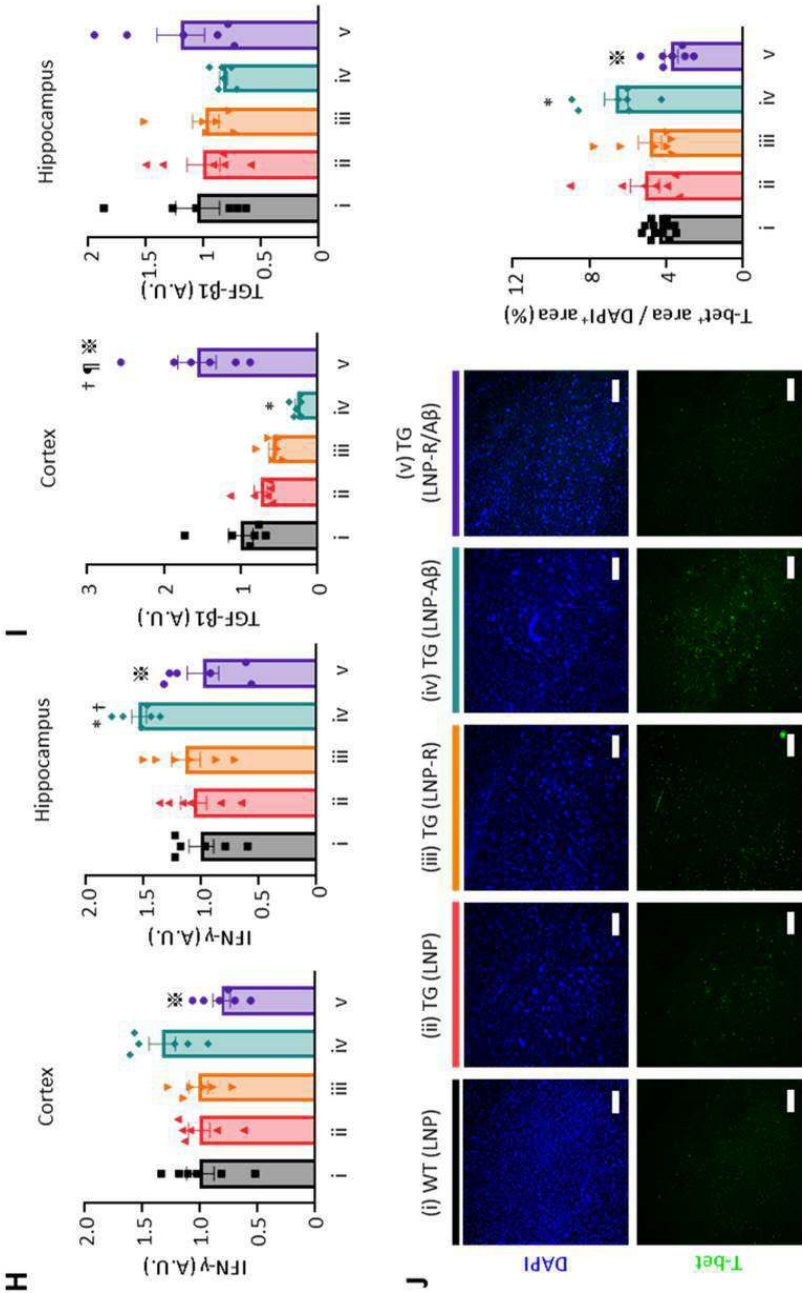 H
Cortex
IFN-γ (A.U.)
2.0
1.5
1.0
0.5
0
※
i ii iii iv v
Hippocampus
IFN-γ (A.U.)
2.0
1.5
1.0
0.5
0
* †
※
i ii iii iv v
I
Cortex
TGF-β1 (A.U.)
3
2
1
0
*
† ¶ ※
i ii iii iv v
Hippocampus
TGF-β1 (A.U.)
2
1.5
1
0.5
0
i ii iii iv v
J
(i) WT (LNP)
(ii) TG (LNP)
(iii) TG (LNP-R)
(iv) TG (LNP-Aβ)
(v) TG
(LNP-R/Aβ)
DAPI
T-bet
T-bet⁺ area / DAPI⁺ area (%)
12
8
4
0
*
※
i ii iii iv v